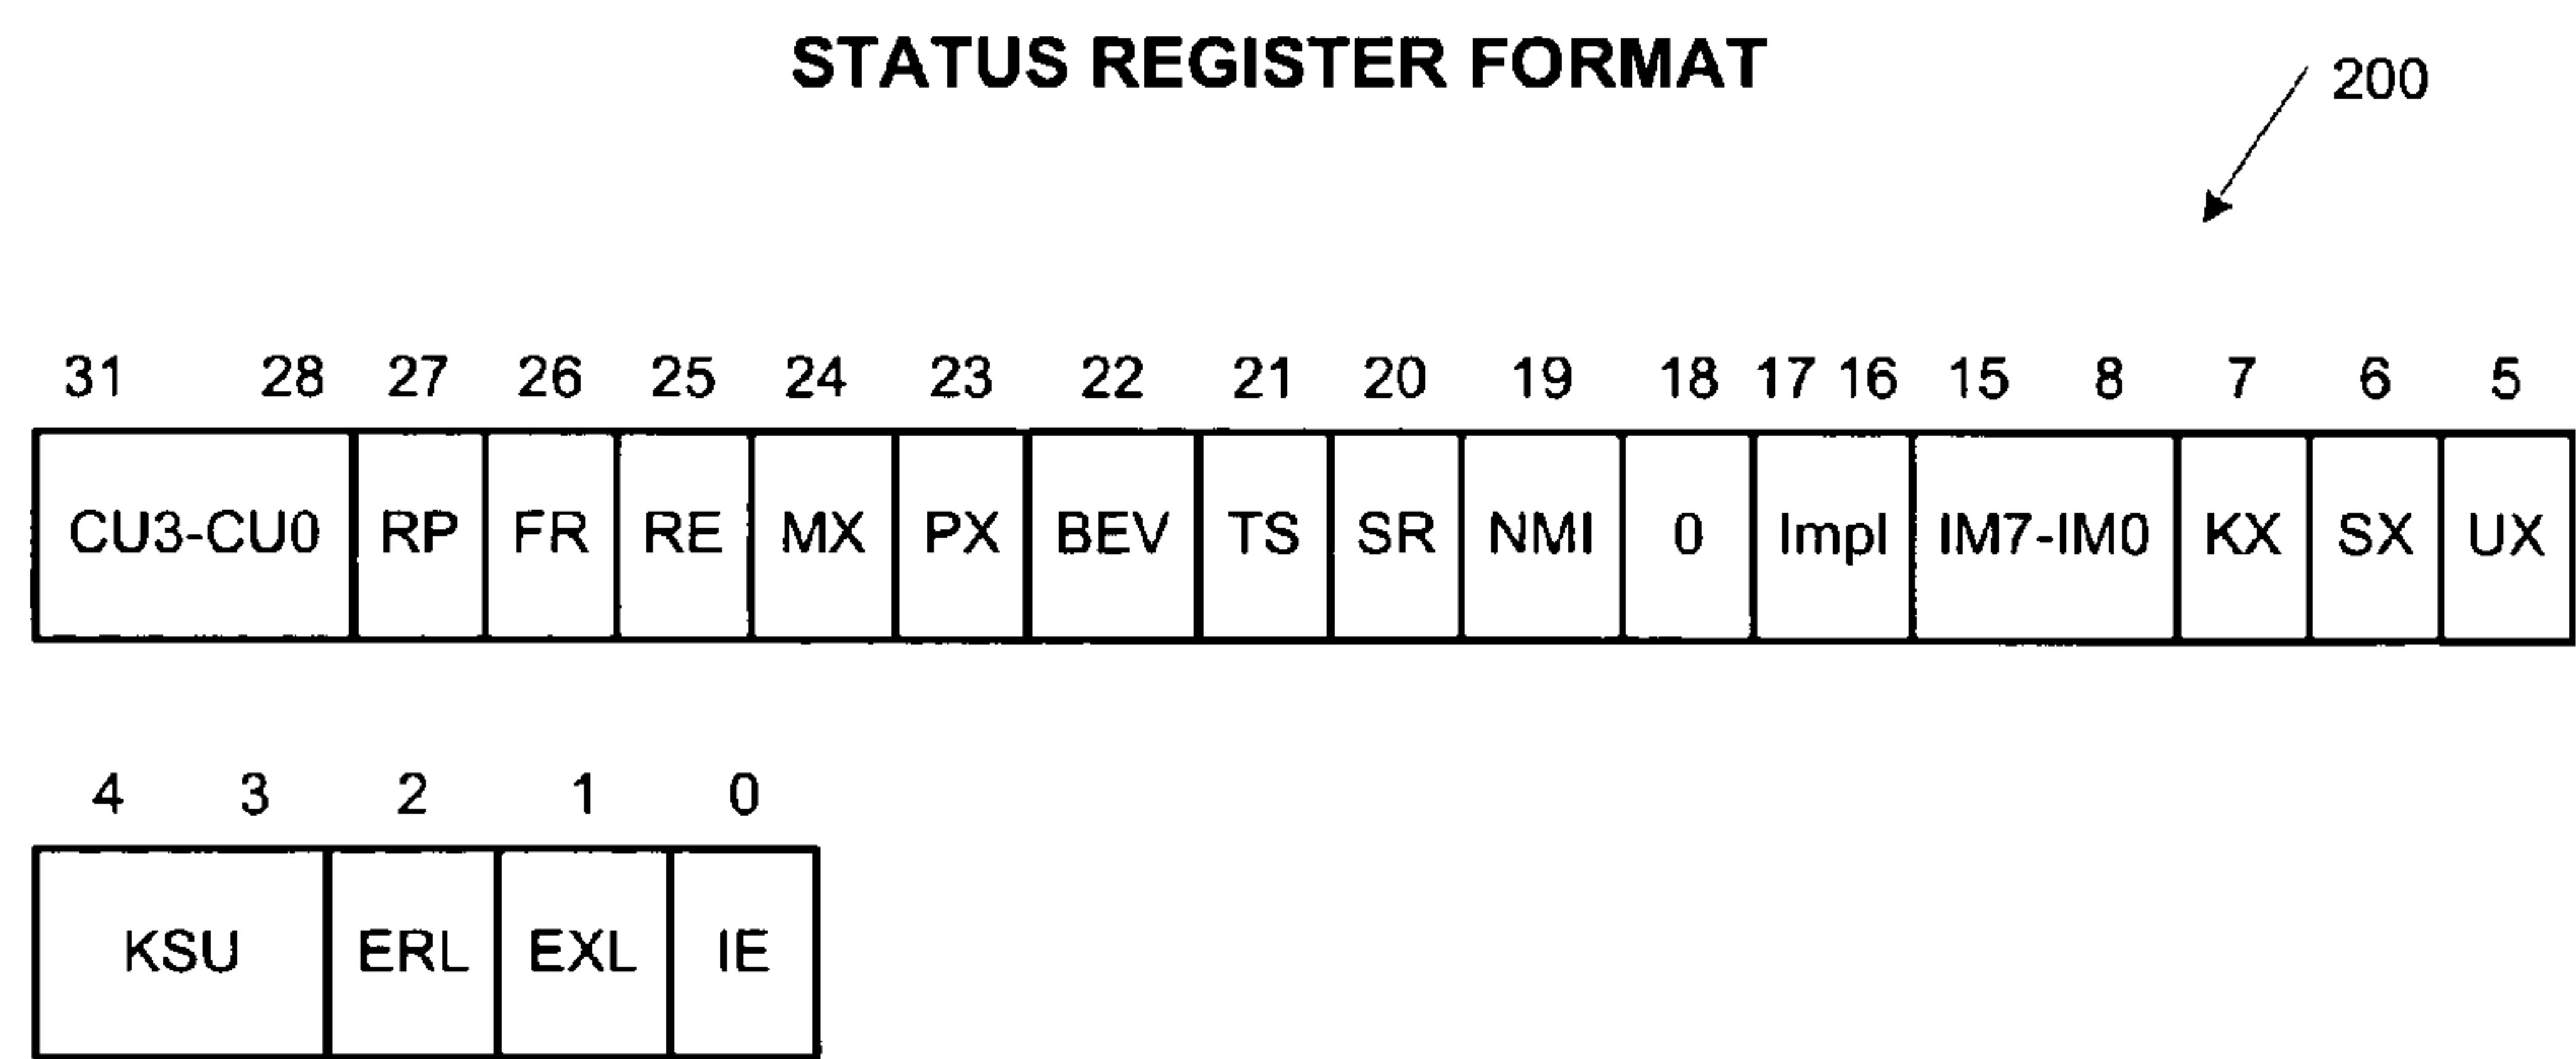 STATUS REGISTER FORMAT
200
31 28 27 26 25 24 23 22 21 20 19 18 17 16 15 8 7 6 5
CU3-CU0 RP FR RE MX PX BEV TS SR NMI 0 Impl IM7-IM0 KX SX UX
4 3 2 1 0
KSU ERL EXL IE